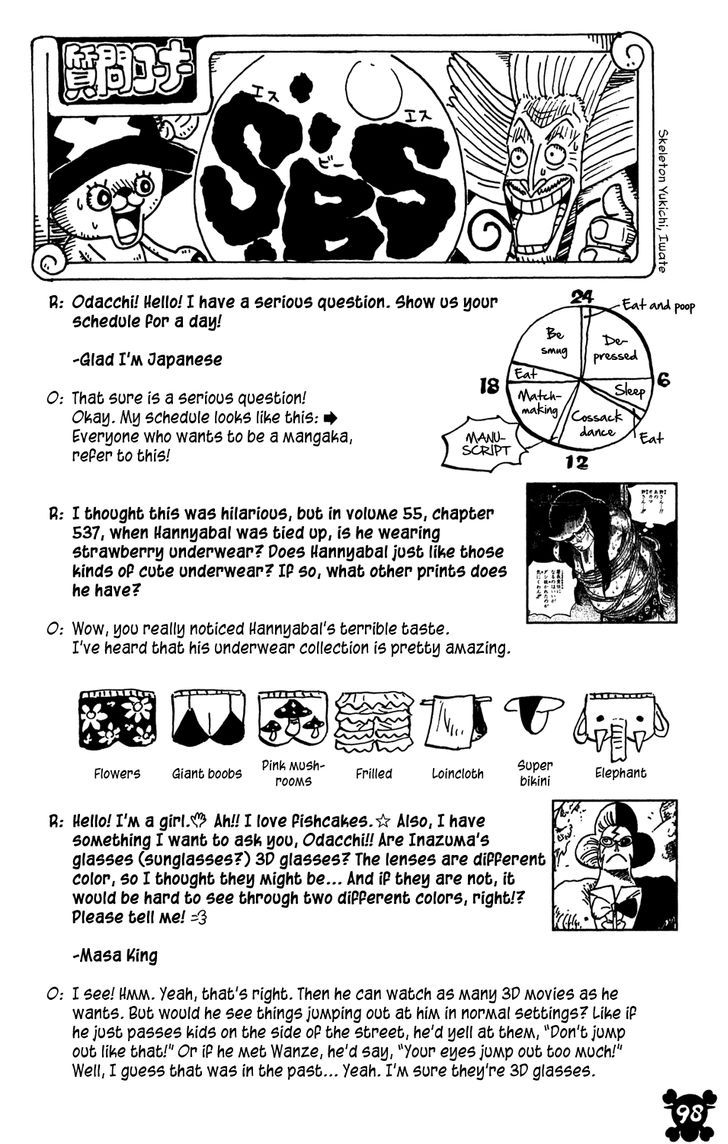 質問コーナー
エス
ビー
エス
SBS
Skeleton Yukichi, Iwate
R: Odacchi! Hello! I have a serious question. Show us your
schedule for a day!
-Glad I'm Japanese
O: That sure is a serious question!
Okay. My schedule looks like this: ➡
Everyone who wants to be a mangaka,
refer to this!
24
Eat and poop
Be
smug
De-
pressed
18
Eat
6
Sleep
Match-
making
Cossack
dance
Eat
MANU-
SCRIPT
12
R: I thought this was hilarious, but in volume 55, chapter
537, when Hannyabal was tied up, is he wearing
strawberry underwear? Does Hannyabal just like those
kinds of cute underwear? If so, what other prints does
he have?
O: Wow, you really noticed Hannyabal's terrible taste.
I've heard that his underwear collection is pretty amazing.
Flowers
Giant boobs
Pink mush-
rooms
Frilled
Loincloth
Super
bikini
Elephant
R: Hello! I'm a girl. Ah!! I love fishcakes.☆ Also, I have
something I want to ask you, Odacchi!! Are Inazuma's
glasses (sunglasses?) 3D glasses? The lenses are different
color, so I thought they might be... And if they are not, it
would be hard to see through two different colors, right!?
Please tell me! =3
-Masa King
O: I see! Hmm. Yeah, that's right. Then he can watch as many 3D movies as he
wants. But would he see things jumping out at him in normal settings? Like if
he just passes kids on the side of the street, he'd yell at them, "Don't jump
out like that!" Or if he met Wanze, he'd say, "Your eyes jump out too much!"
Well, I guess that was in the past... Yeah. I'm sure they're 3D glasses.
98